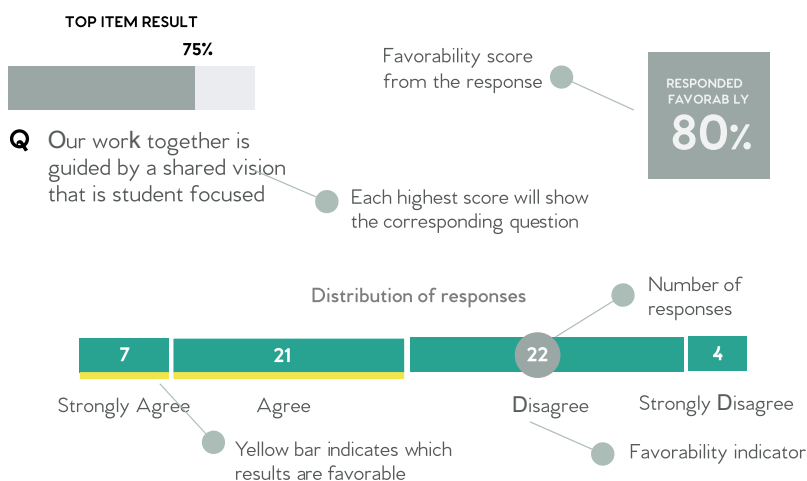 TOP ITEM RESULT
75%
Favorability score
from the response
RESPONDED
FAVORAB LY
80%
Q Our work together is
guided by a shared vision
that is student focused
Each highest score will show
the corresponding question
Distribution of responses
Number of
responses
7 21 22 4
Strongly Agree Agree Disagree Strongly Disagree
Yellow bar indicates which
results are favorable
Favorability indicator